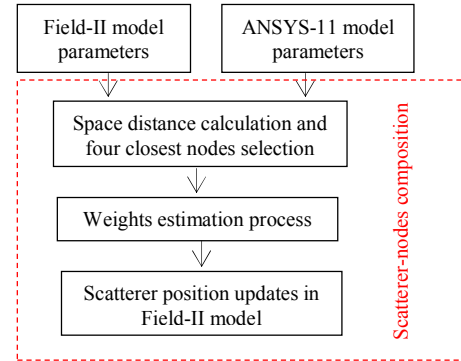 Field-II model
parameters
ANSYS-11 model
parameters
Space distance calculation and
four closest nodes selection
Weights estimation process
Scatterer position updates in
Field-II model
Scatterer-nodes composition